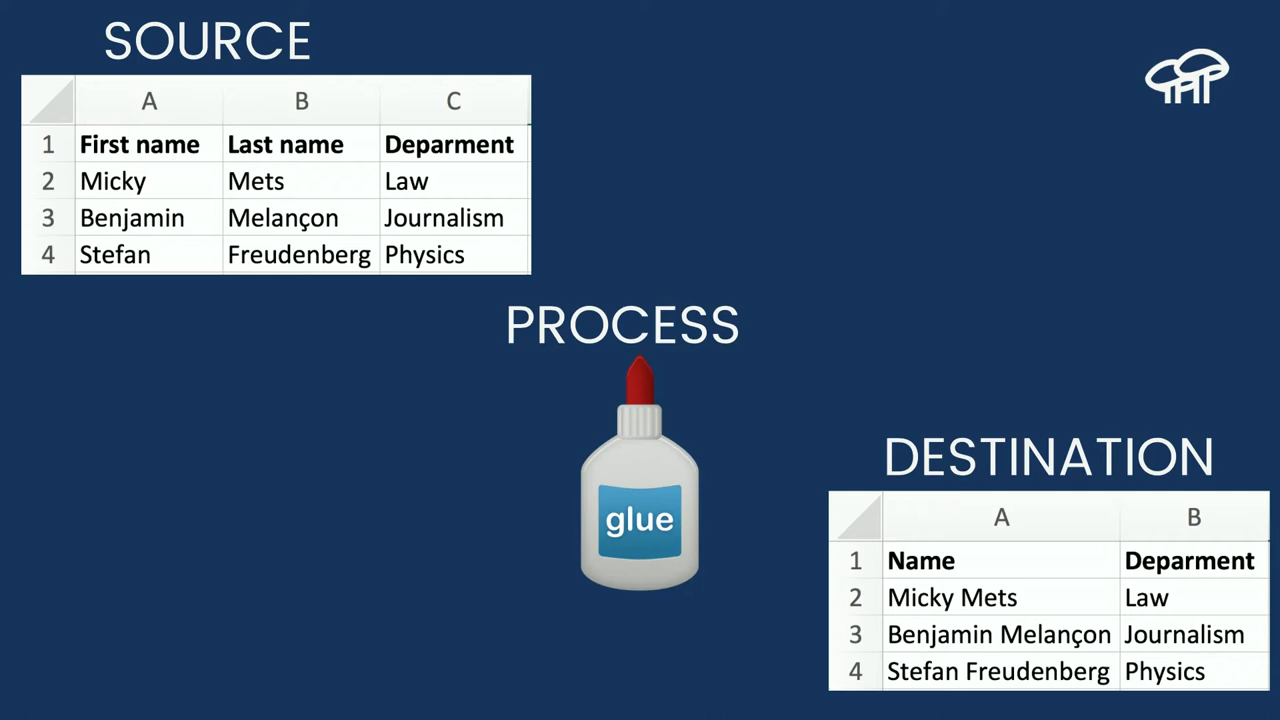 SOURCE
A B C
1 First name Last name Deparment
2 Micky Mets Law
3 Benjamin Melançon Journalism
4 Stefan Freudenberg Physics
PROCESS
glue
DESTINATION
A B
1 Name Deparment
2 Micky Mets Law
3 Benjamin Melançon Journalism
4 Stefan Freudenberg Physics